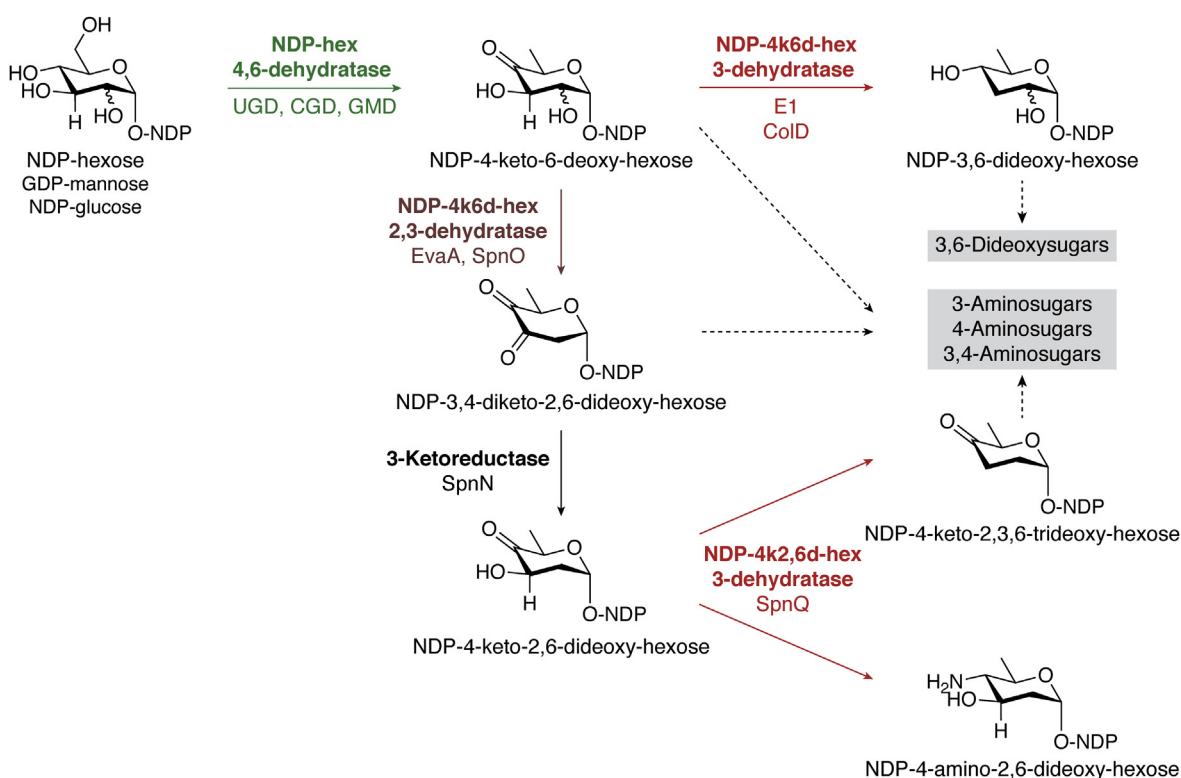 OH
HO
HO
O
H
HO
O-NDP
NDP-hexose
GDP-mannose
NDP-glucose
NDP-hex
4,6-dehydratase
UGD, CGD, GMD
O
O
HO
H
HO
O-NDP
NDP-4-keto-6-deoxy-hexose
NDP-4k6d-hex
3-dehydratase
E1
ColD
HO
O
HO
O-NDP
NDP-3,6-dideoxy-hexose
NDP-4k6d-hex
2,3-dehydratase
EvaA, SpnO
3,6-Dideoxysugars
3-Aminosugars
4-Aminosugars
3,4-Aminosugars
O
O
O
O-NDP
NDP-3,4-diketo-2,6-dideoxy-hexose
3-Ketoreductase
SpnN
O
O
O-NDP
NDP-4-keto-2,3,6-trideoxy-hexose
O
O
HO
H
O-NDP
NDP-4-keto-2,6-dideoxy-hexose
NDP-4k2,6d-hex
3-dehydratase
SpnQ
H2N
HO
O
H
O-NDP
NDP-4-amino-2,6-dideoxy-hexose